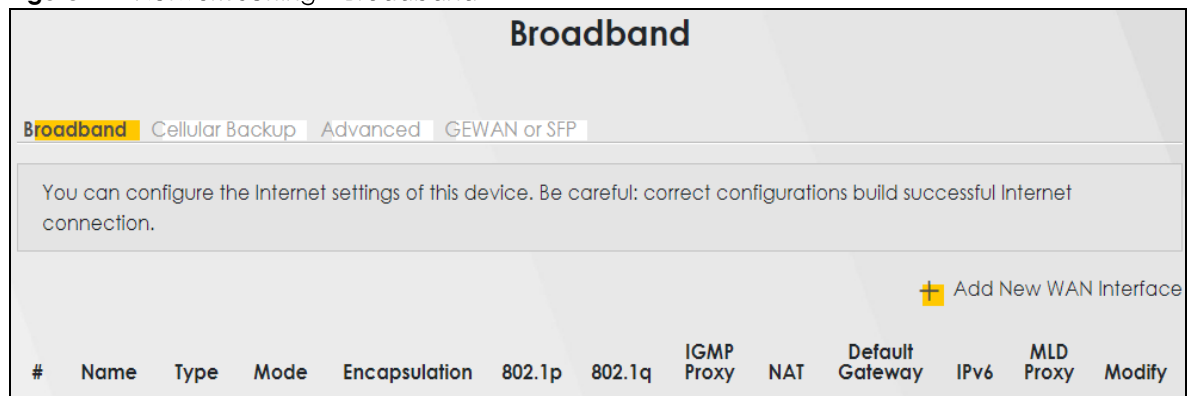 Broadband
Broadband Cellular Backup Advanced GEWAN or SFP
You can configure the Internet settings of this device. Be careful: correct configurations build successful Internet
connection.
+ Add New WAN Interface
# Name Type Mode Encapsulation 802.1p 802.1q IGMP Proxy NAT Default Gateway IPv6 MLD Proxy Modify